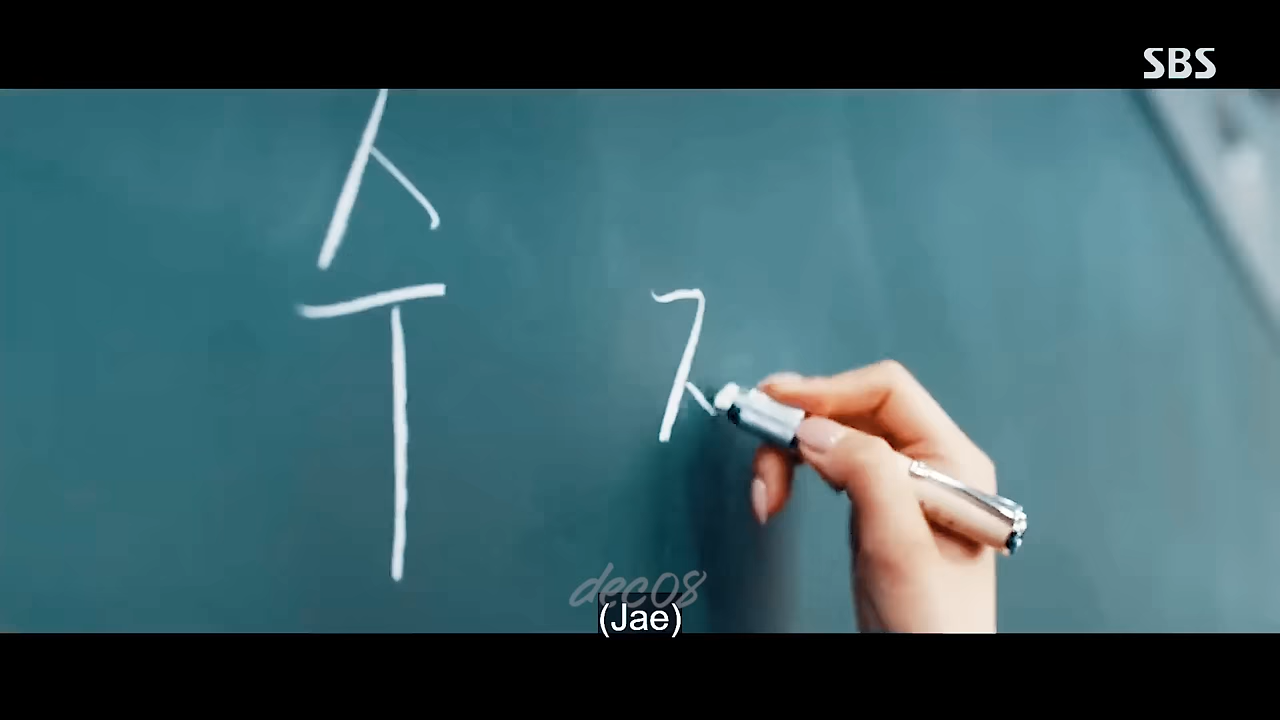 SBS
수 ㅈ
dec08
(Jae)